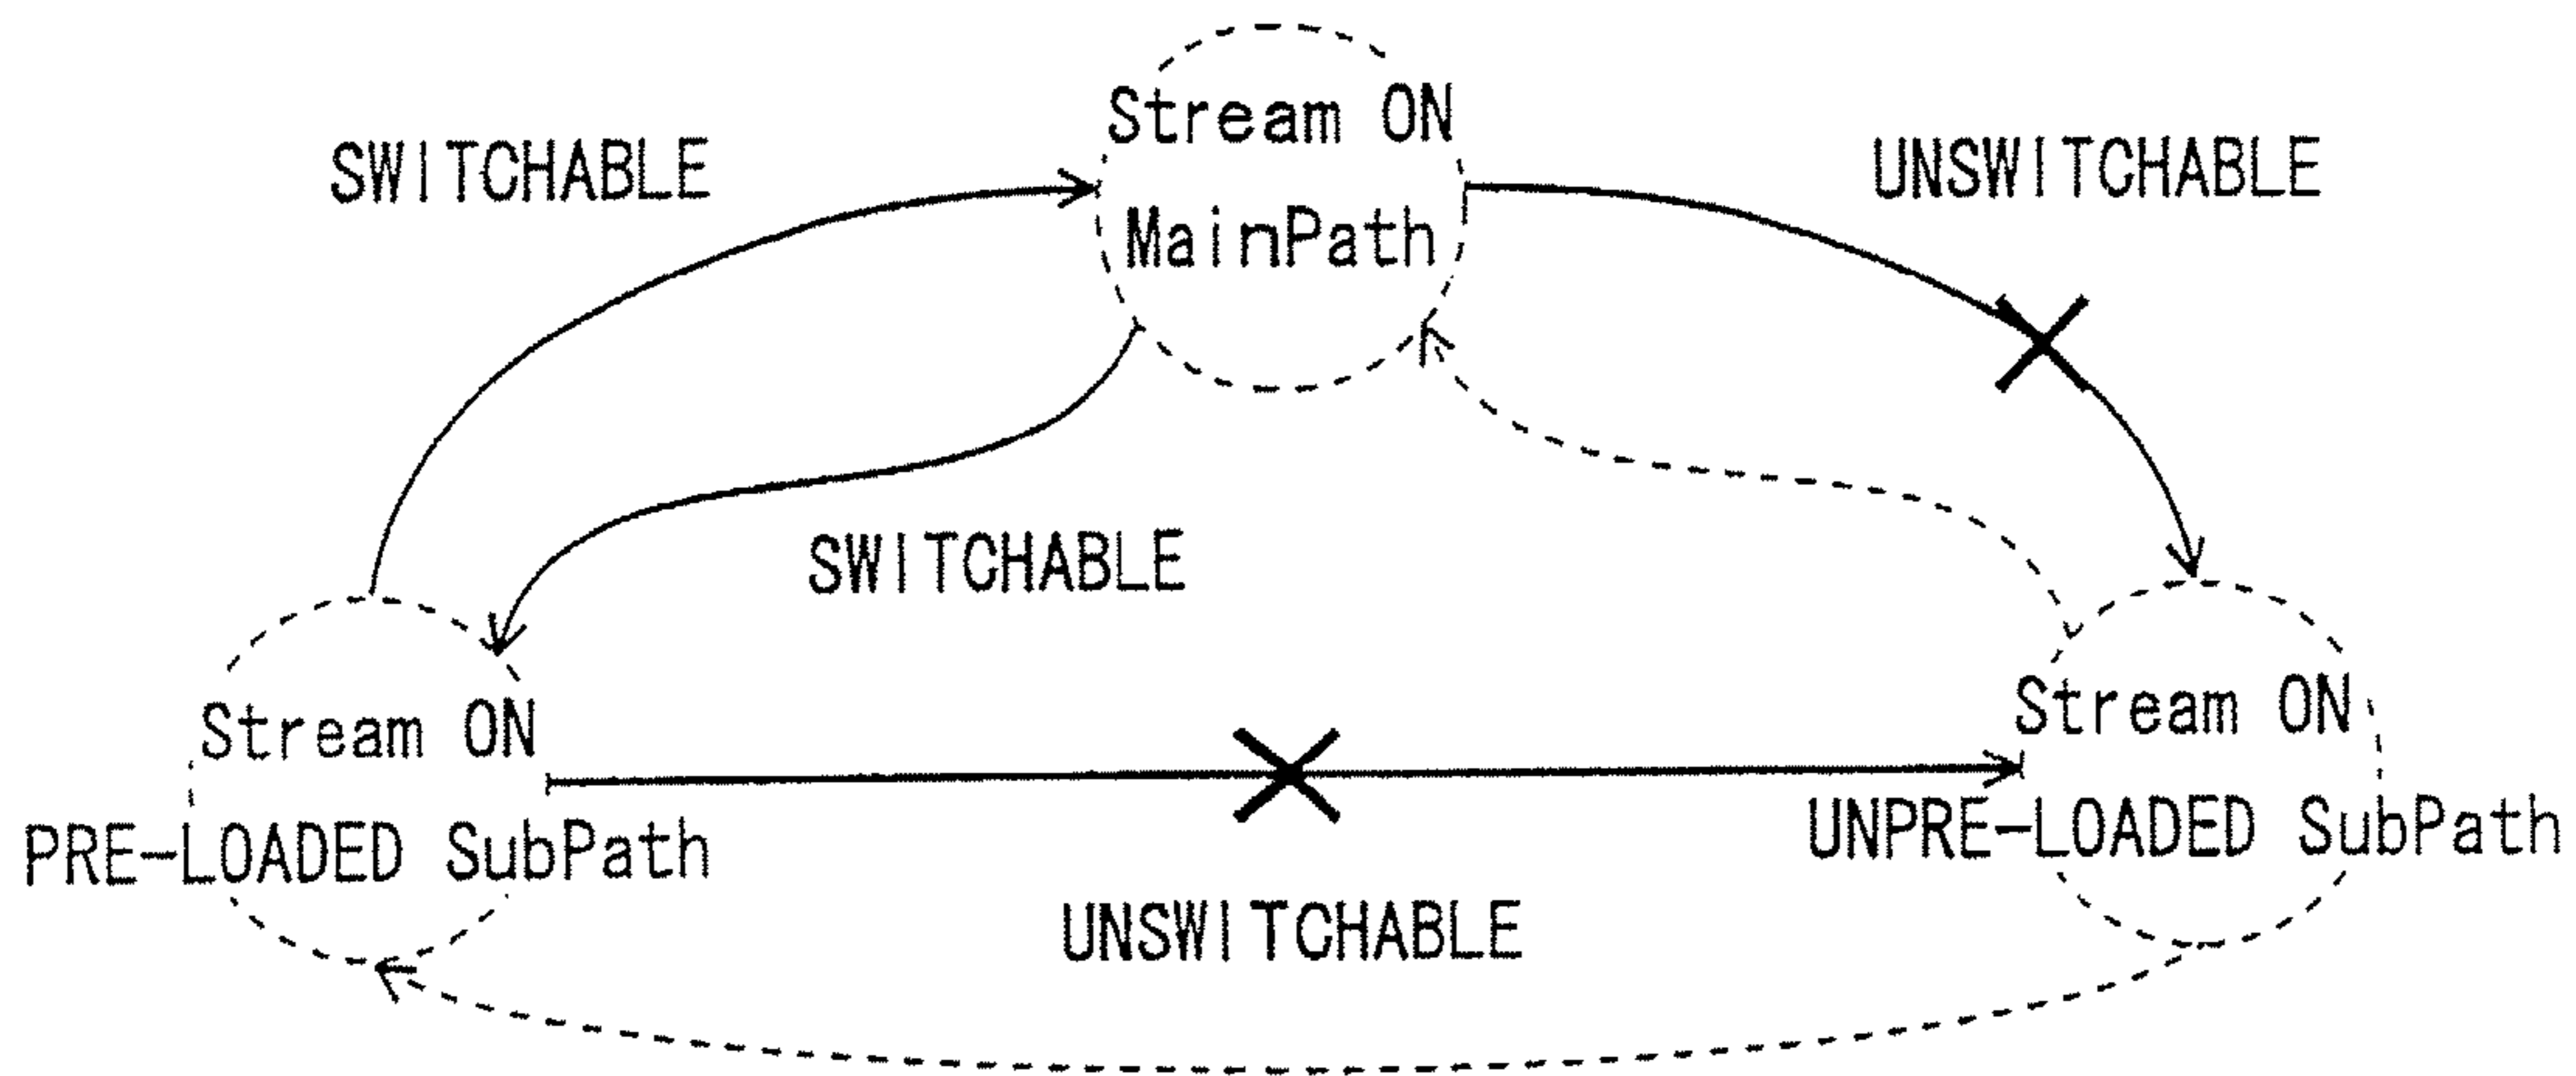 Stream ON
MainPath
SWITCHABLE
UNSWITCHABLE
SWITCHABLE
Stream ON
PRE-LOADED SubPath
Stream ON
UNPRE-LOADED SubPath
UNSWITCHABLE